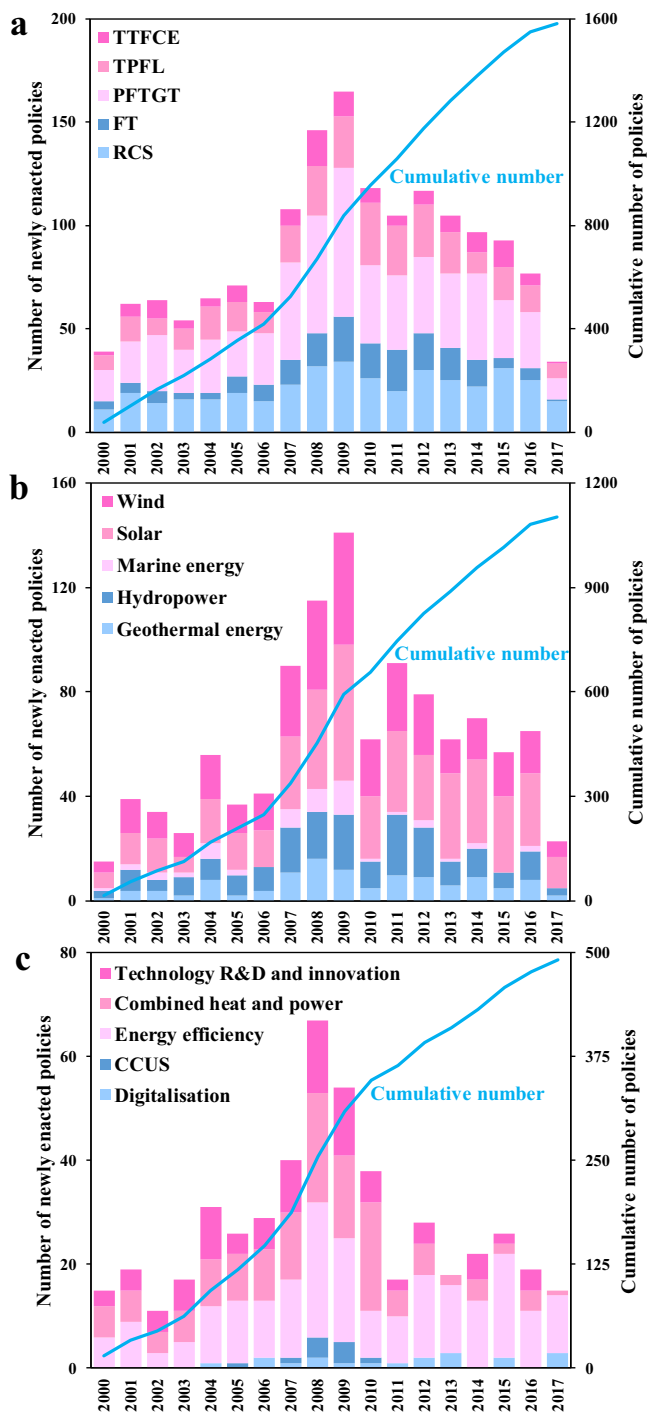 a
Number of newly enacted policies
200
150
100
50
0
TTFCE
TPFL
PFTGT
FT
RCS
Cumulative number
1600
1200
800
400
0
Cumulative number of policies
2000 2001 2002 2003 2004 2005 2006 2007 2008 2009 2010 2011 2012 2013 2014 2015 2016 2017
b
Number of newly enacted policies
160
120
80
40
0
Wind
Solar
Marine energy
Hydropower
Geothermal energy
Cumulative number
1200
900
600
300
0
Cumulative number of policies
2000 2001 2002 2003 2004 2005 2006 2007 2008 2009 2010 2011 2012 2013 2014 2015 2016 2017
c
Number of newly enacted policies
80
60
40
20
0
Technology R&D and innovation
Combined heat and power
Energy efficiency
CCUS
Digitalisation
Cumulative number
500
375
250
125
0
Cumulative number of policies
2000 2001 2002 2003 2004 2005 2006 2007 2008 2009 2010 2011 2012 2013 2014 2015 2016 2017